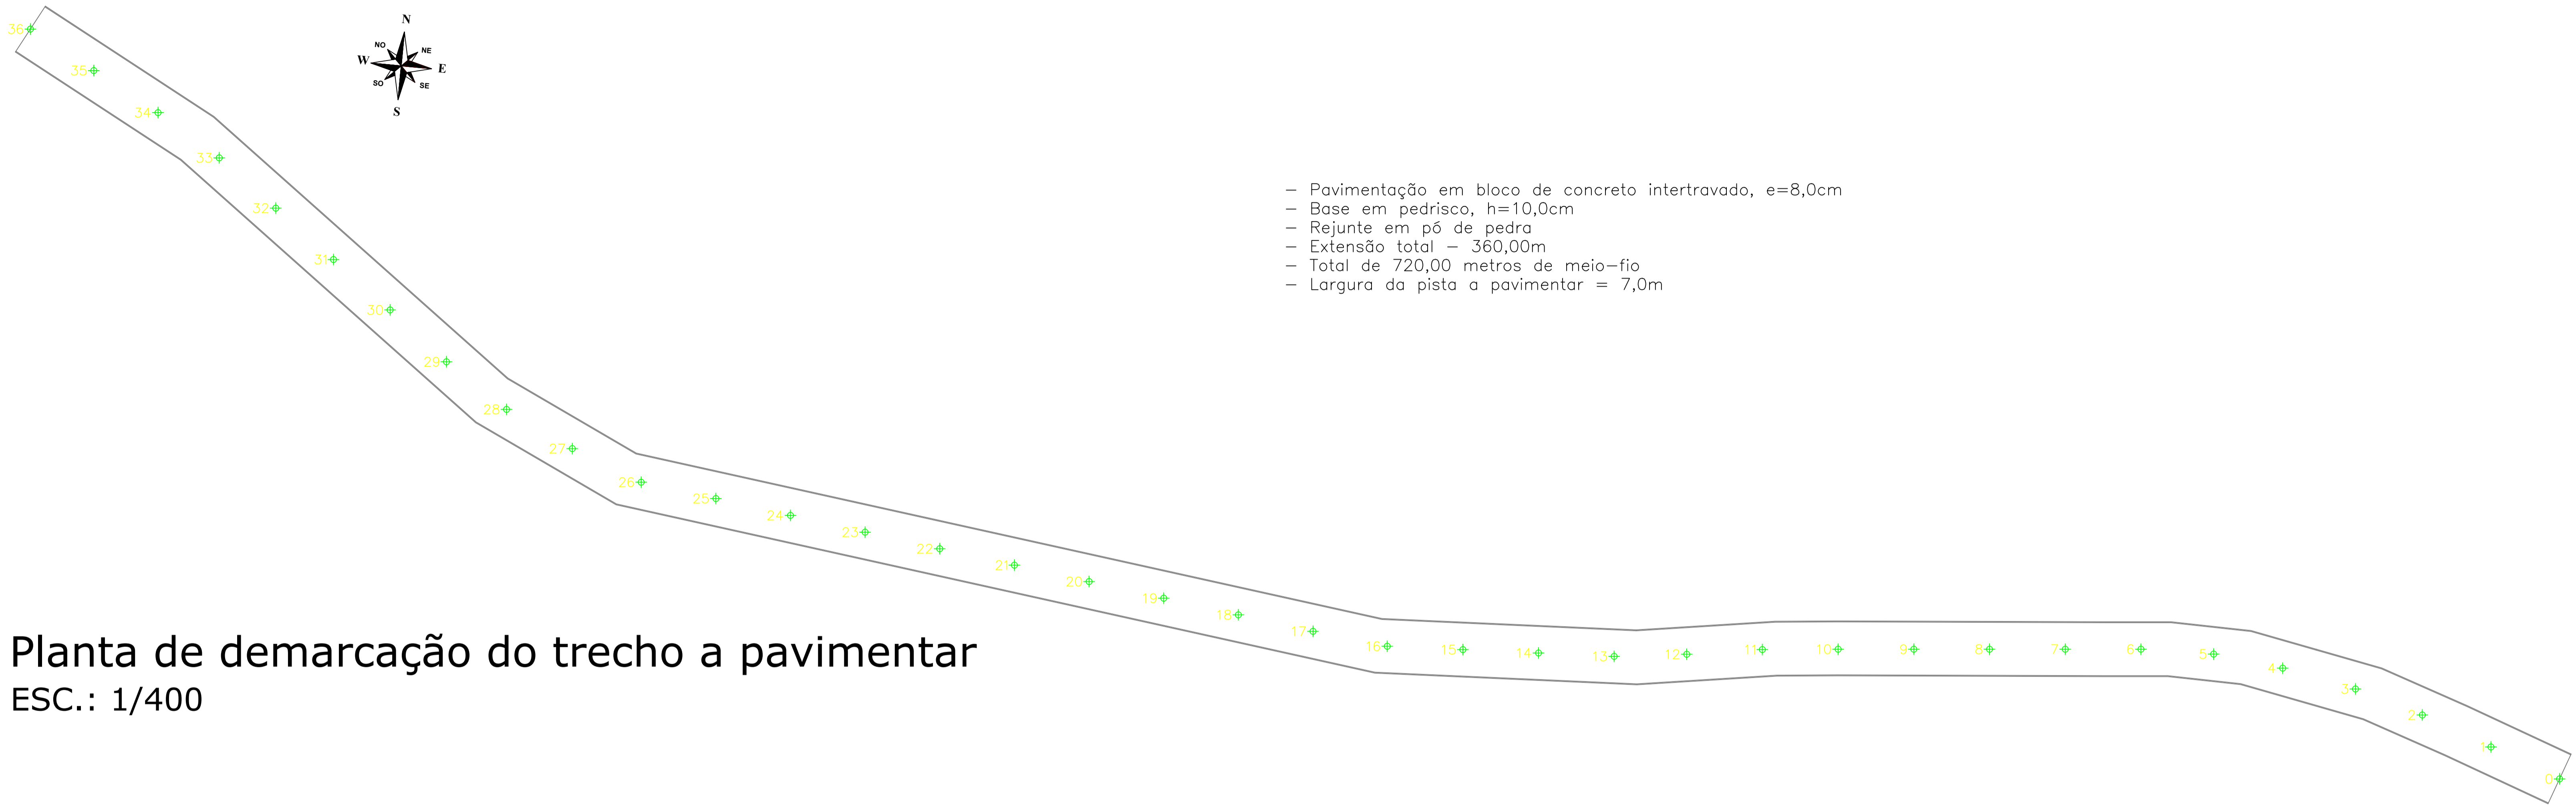 36
N
NO
NE
W
E
SO
SE
S
35
34
33
32
31
30
29
28
27
26
25
24
23
22
21
20
19
18
17
16
15
14
13
12
11
10
9
8
7
6
5
4
3
2
1
0
– Pavimentação em bloco de concreto intertravado, e=8,0cm
– Base em pedrisco, h=10,0cm
– Rejunte em pó de pedra
– Extensão total – 360,00m
– Total de 720,00 metros de meio-fio
– Largura da pista a pavimentar = 7,0m
Planta de demarcação do trecho a pavimentar
ESC.: 1/400